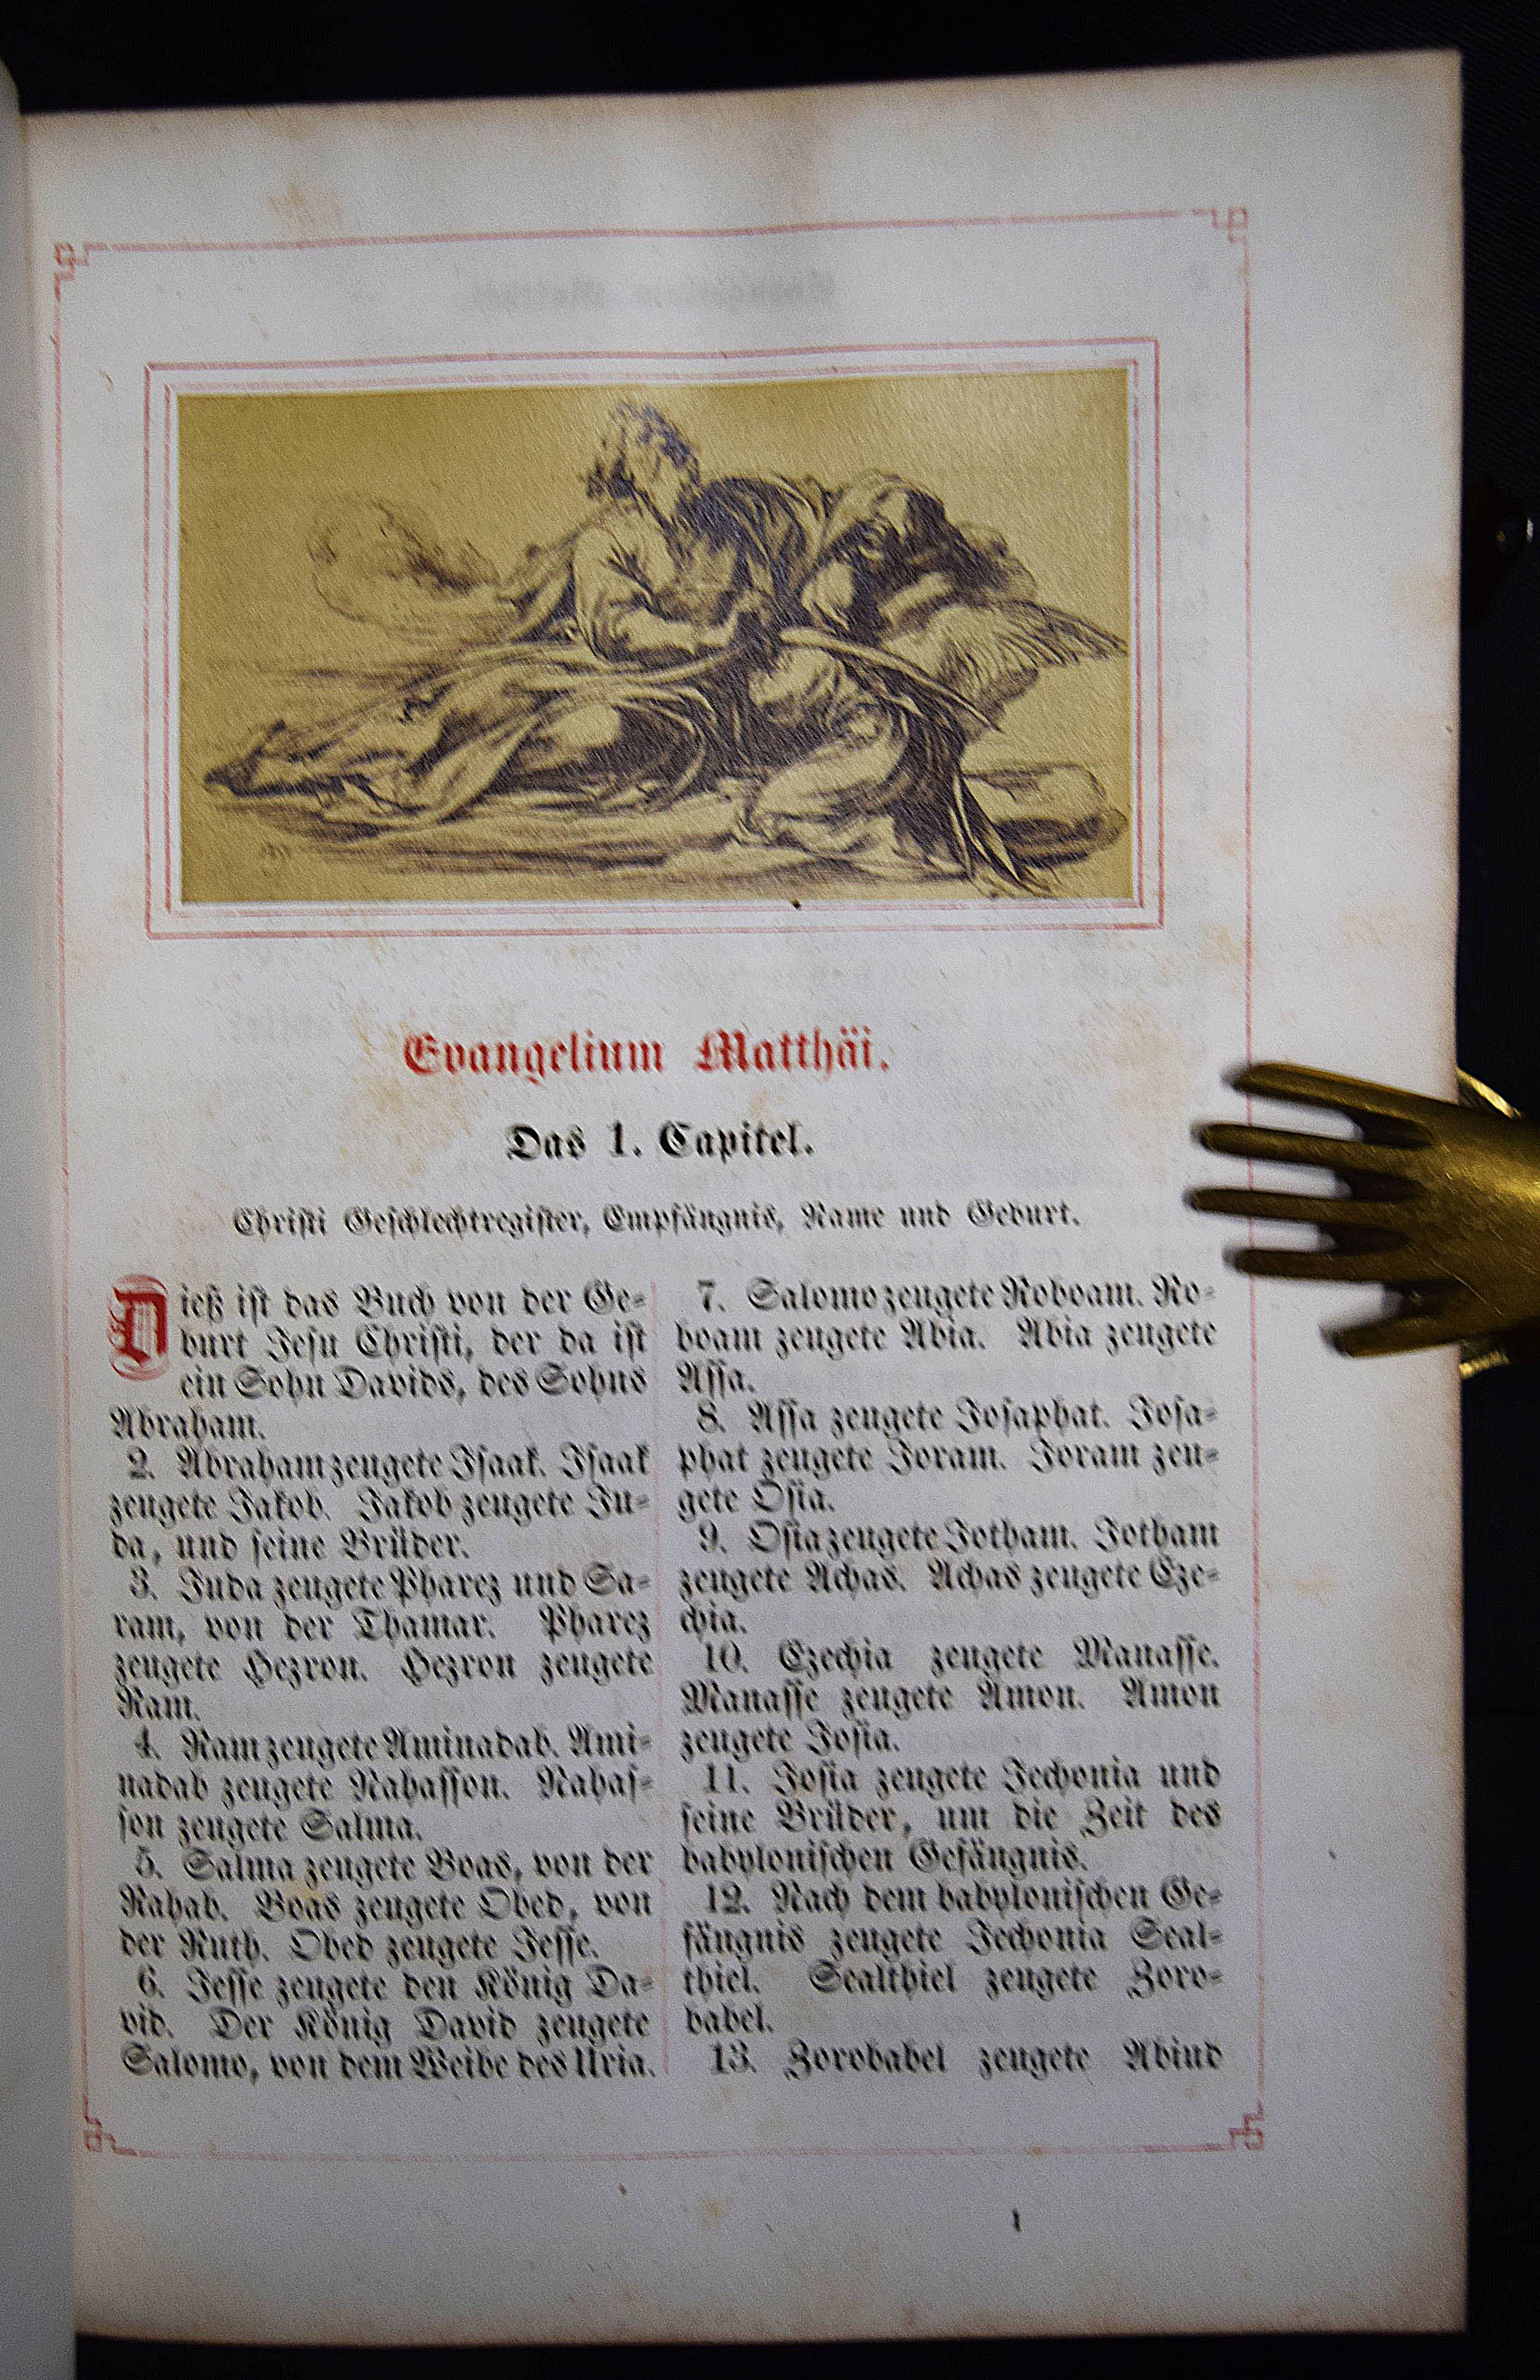 Evangelium Matthäi.
Das 1. Capitel.
Christi Geschlechtregister, Empfängnis, Name und Geburt.
Dieß ist das Buch von der Ge-
burt Jesu Christi, der da ist
ein Sohn Davids, des Sohns
Abraham.
2. Abraham zeugete Isaak. Isaak
zeugete Jakob. Jakob zeugete Ju-
da, und seine Brüder.
3. Juda zeugete Pharez und Sa-
ram, von der Thamar. Pharez
zeugete Hezron. Hezron zeugete
Ram.
4. Ram zeugete Aminadab. Ami-
nadab zeugete Nahasson. Nahas-
son zeugete Salma.
5. Salma zeugete Boas, von der
Rahab. Boas zeugete Obed, von
der Ruth. Obed zeugete Jesse.
6. Jesse zeugete den König Da-
vid. Der König David zeugete
Salomo, von dem Weibe des Uria.
7. Salomo zeugete Roboam. Ro-
boam zeugete Abia. Abia zeugete
Assa.
8. Assa zeugete Josaphat. Josa-
phat zeugete Joram. Joram zeu-
gete Osia.
9. Osia zeugete Jotham. Jotham
zeugete Achas. Achas zeugete Eze-
chia.
10. Ezechia zeugete Manasse.
Manasse zeugete Amon. Amon
zeugete Josia.
11. Josia zeugete Jechonia und
seine Brüder, um die Zeit des
babylonischen Gefängnis.
12. Nach dem babylonischen Ge-
fängnis zeugete Jechonia Seal-
thiel. Sealthiel zeugete Zoro-
babel.
13. Zorobabel zeugete Abiud
1